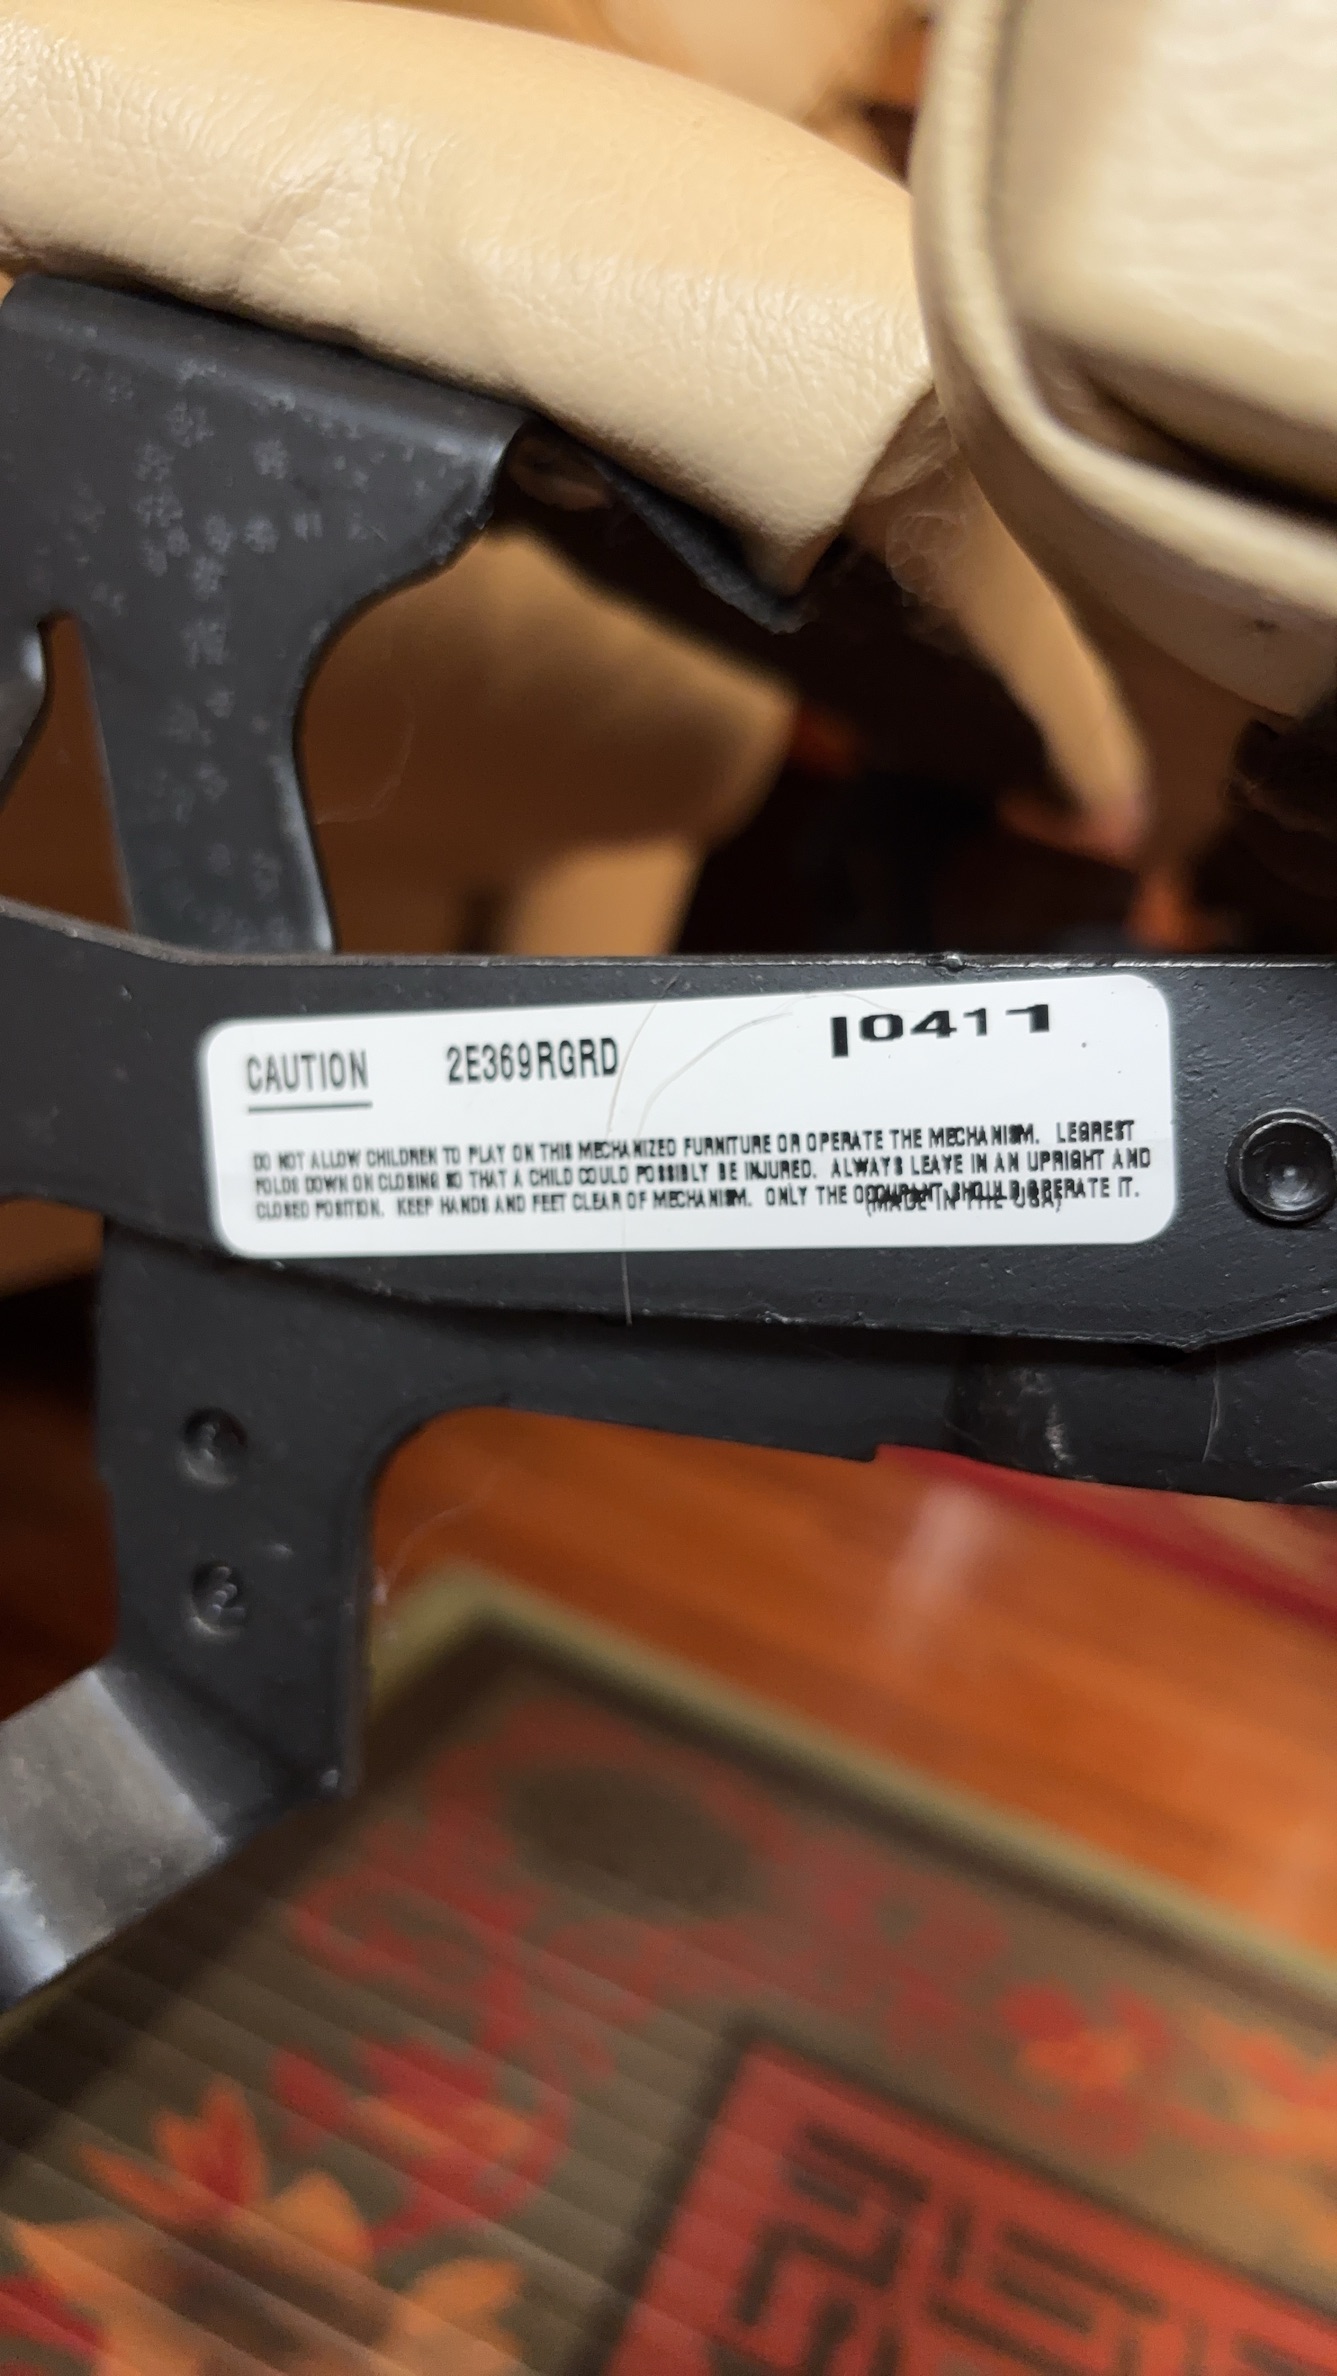 CAUTION 2E369RGRD 10411
DO NOT ALLOW CHILDREN TO PLAY ON THIS MECHANIZED FURNITURE OR OPERATE THE MECHANISM. LEGREST
FOLDS DOWN ON CLOSING SO THAT A CHILD COULD POSSIBLY BE INJURED. ALWAYS LEAVE IN AN UPRIGHT AND
CLOSED POSITION. KEEP HANDS AND FEET CLEAR OF MECHANISM. ONLY THE OCCUPANT SHOULD OPERATE IT.
(MADE IN THE USA)
2